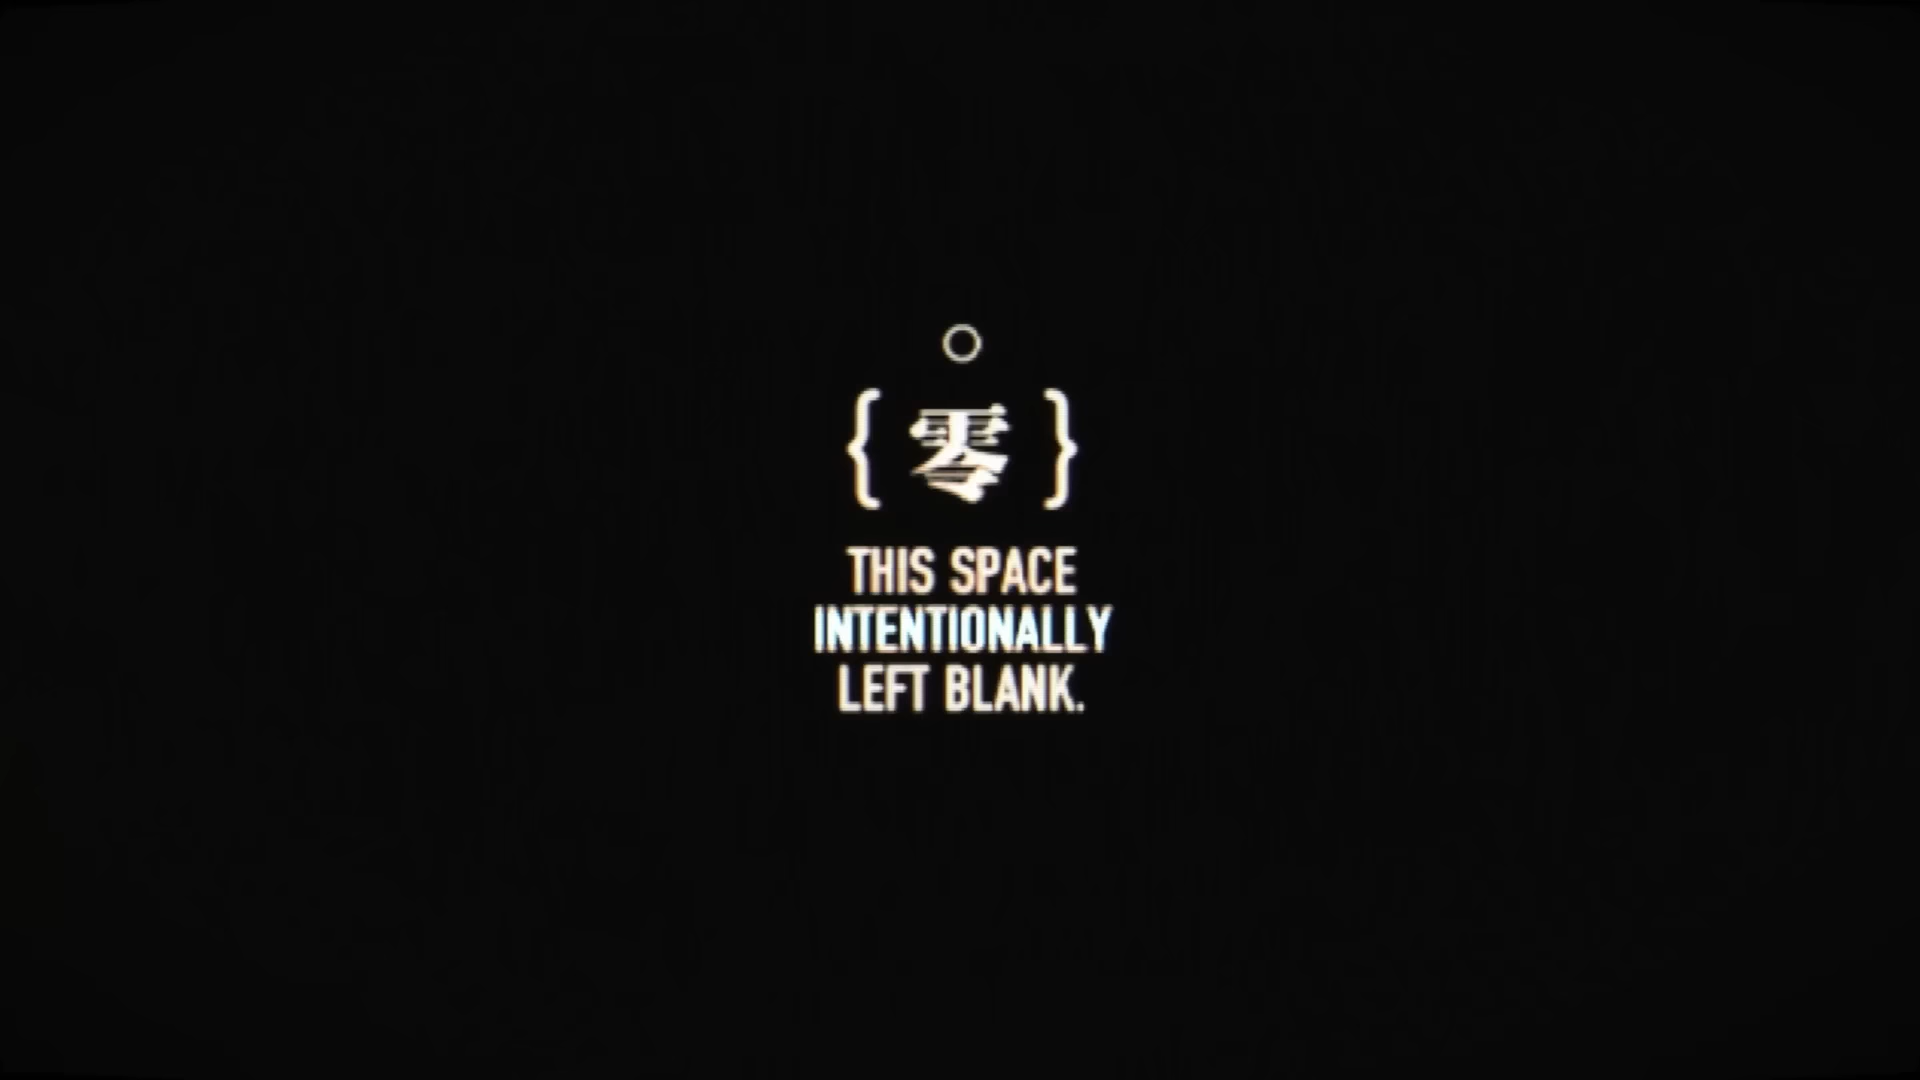 { 零 }
THIS SPACE
INTENTIONALLY
LEFT BLANK.